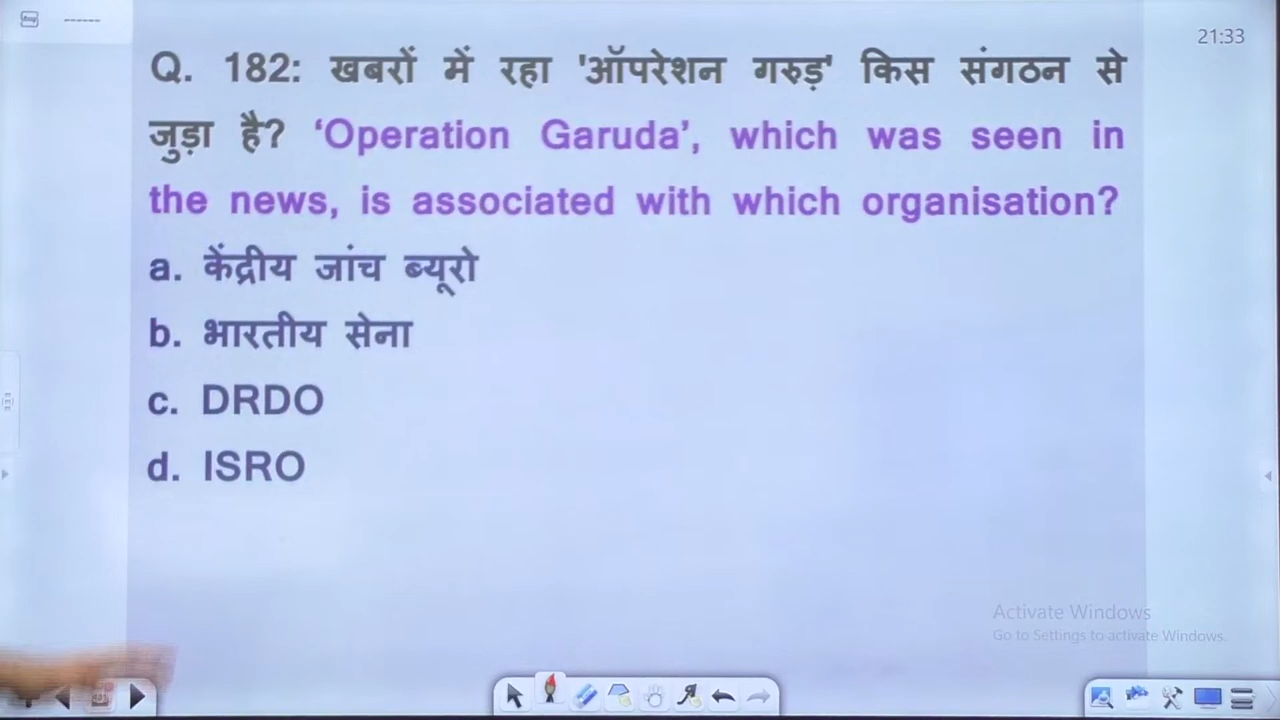 21:33
Q. 182: खबरों में रहा 'ऑपरेशन गरुड़' किस संगठन से
जुड़ा है? ‘Operation Garuda’, which was seen in
the news, is associated with which organisation?
a. केंद्रीय जांच ब्यूरो
b. भारतीय सेना
c. DRDO
d. ISRO
Activate Windows
Go to Settings to activate Windows.